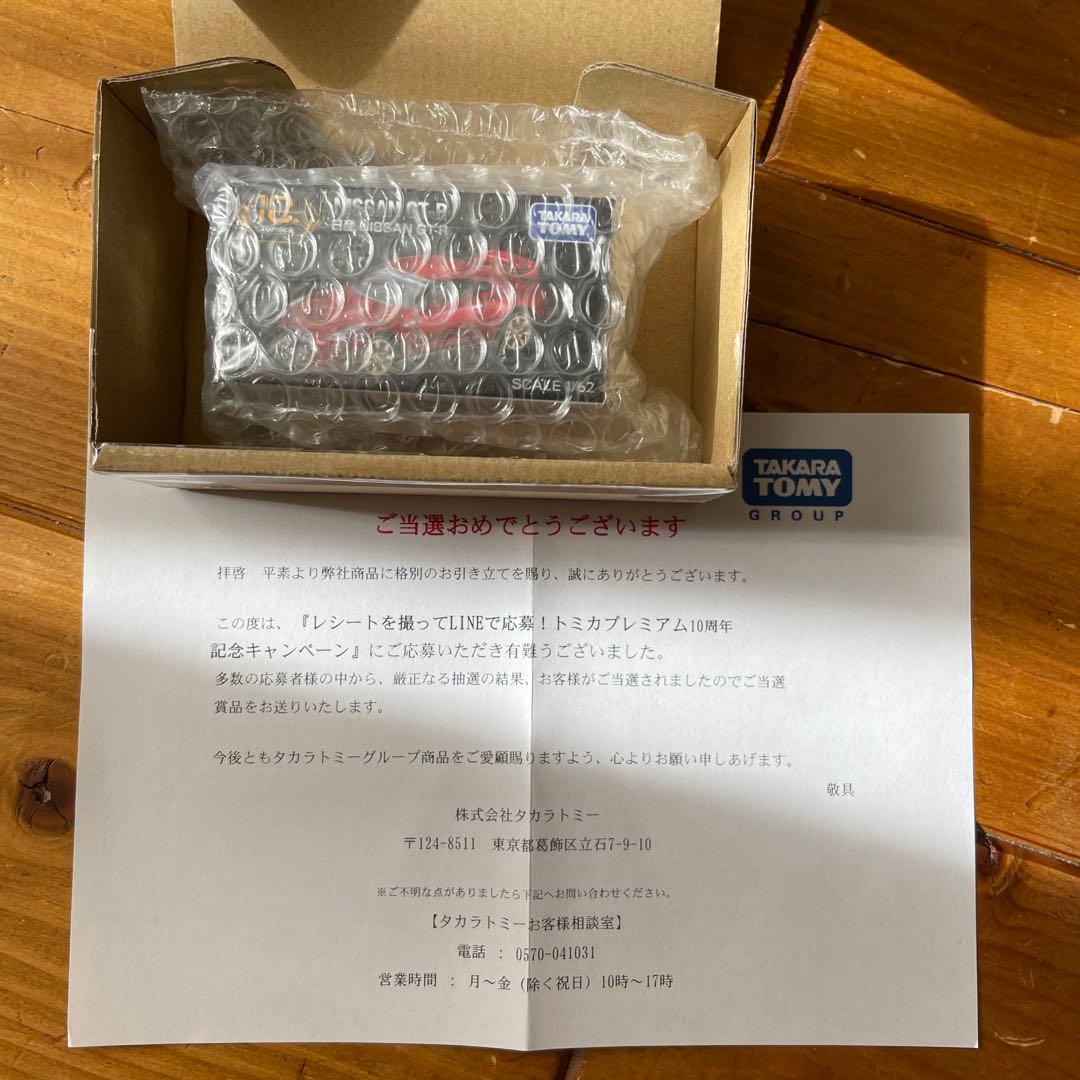 10th
tomica
NISSAN GT-R
日産 NISSAN GT-R
TAKARA
TOMY
SCALE 1/62
TAKARA
TOMY
GROUP
ご当選おめでとうございます
拝啓 平素より弊社商品に格別のお引き立てを賜り、誠にありがとうございます。
この度は、『レシートを撮ってLINEで応募！トミカプレミアム10周年
記念キャンペーン』にご応募いただき有難うございました。
多数の応募者様の中から、厳正なる抽選の結果、お客様がご当選されましたのでご当選
賞品をお送りいたします。
今後ともタカラトミーグループ商品をご愛顧賜りますよう、心よりお願い申しあげます。
敬具
株式会社タカラトミー
〒124-8511 東京都葛飾区立石7-9-10
※ご不明な点がありましたら下記へお問い合わせください。
【タカラトミーお客様相談室】
電話 ： 0570-041031
営業時間 ： 月～金（除く祝日）10時～17時